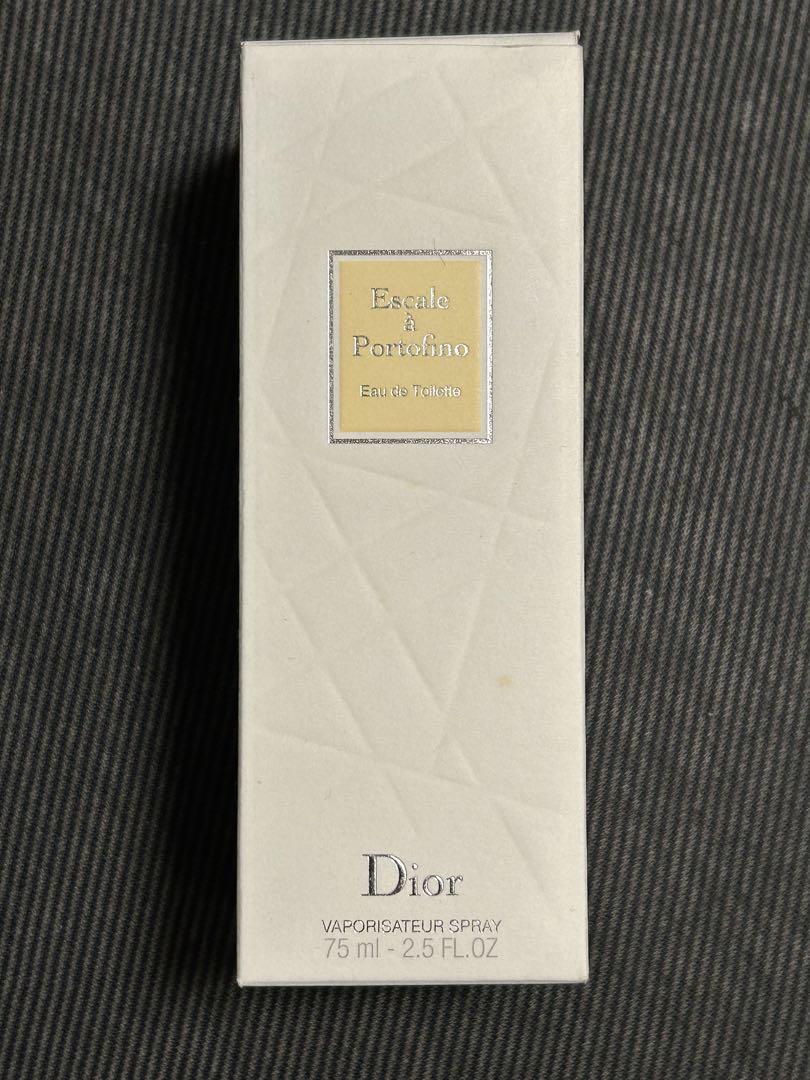 Escale
à
Portofino
Eau de Toilette
Dior
VAPORISATEUR SPRAY
75 ml - 2.5 FL.OZ